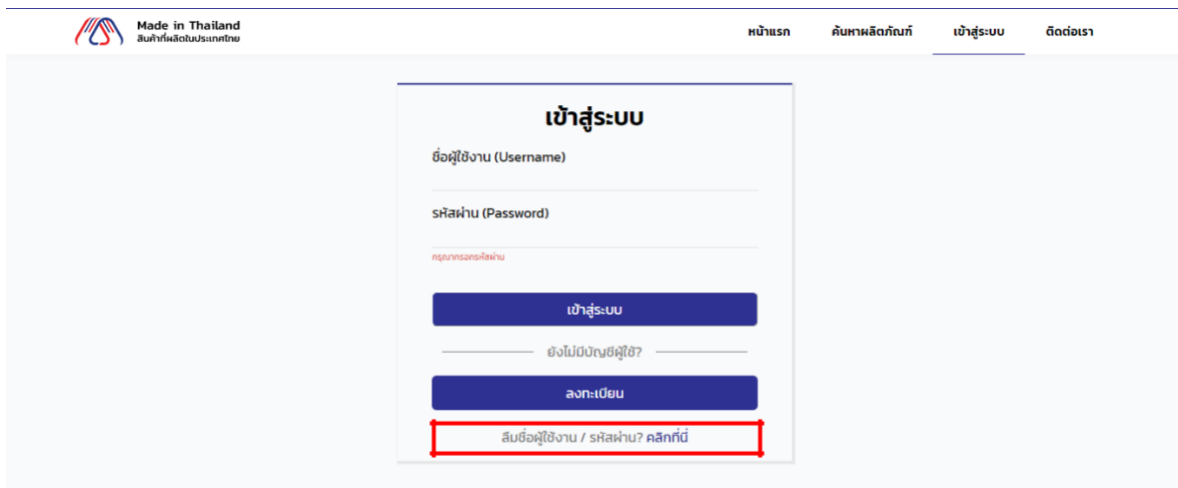 Made in Thailand
สินค้าที่ผลิตในประเทศไทย
หน้าแรก ค้นหาผลิตภัณฑ์ เข้าสู่ระบบ ติดต่อเรา
เข้าสู่ระบบ
ชื่อผู้ใช้งาน (Username)
รหัสผ่าน (Password)
กรุณากรอกรหัสผ่าน
เข้าสู่ระบบ
ยังไม่มีบัญชีผู้ใช้?
ลงทะเบียน
ลืมชื่อผู้ใช้งาน / รหัสผ่าน? คลิกที่นี่